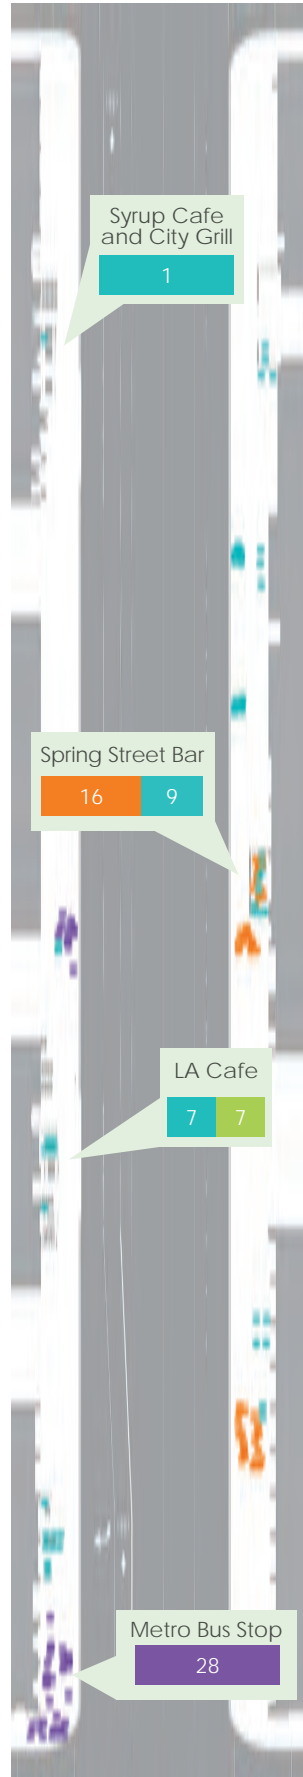 Syrup Cafe
and City Grill
1
Spring Street Bar
16 9
LA Cafe
7 7
Metro Bus Stop
28